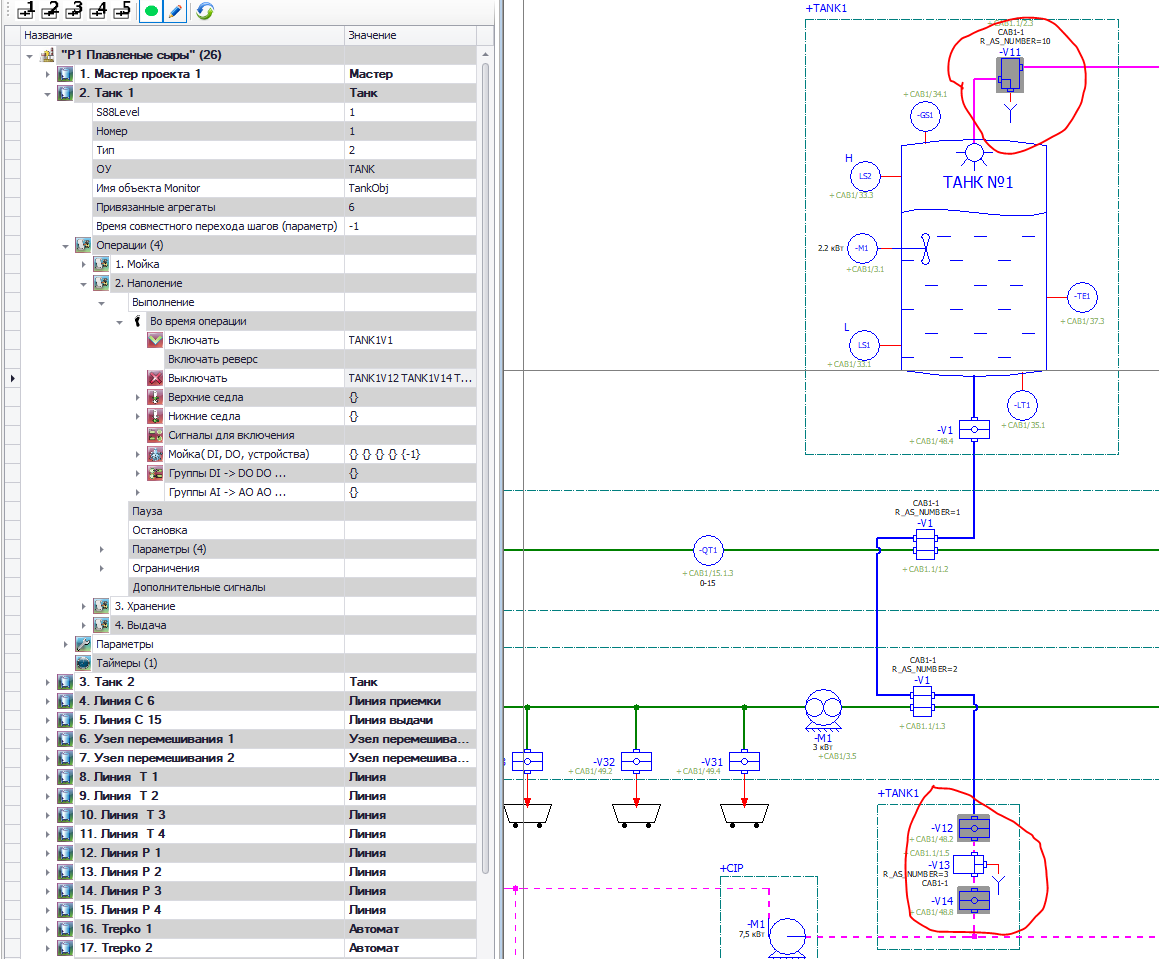 1 2 3 4 5
Название Значение
"Р1 Плавленые сыры" (26)
1. Мастер проекта 1 Мастер
2. Танк 1 Танк
S88Level 1
Номер 1
Тип 2
ОУ TANK
Имя объекта Monitor TankObj
Привязанные агрегаты 6
Время совместного перехода шагов (параметр) -1
Операции (4)
1. Мойка
2. Наполение
Выполнение
Во время операции
Включать TANK1V1
Включать реверс
Выключать TANK1V12 TANK1V14 T...
Верхние седла {}
Нижние седла {}
Сигналы для включения
Мойка( DI, DO, устройства) {} {} {} {} {-1}
Группы DI -> DO DO ... {}
Группы AI -> AO AO ... {}
Пауза
Остановка
Параметры (4)
Ограничения
Дополнительные сигналы
3. Хранение
4. Выдача
Параметры
Таймеры (1)
3. Танк 2 Танк
4. Линия С 6 Линия приемки
5. Линия С 15 Линия выдачи
6. Узел перемешивания 1 Узел перемешива...
7. Узел перемешивания 2 Узел перемешива...
8. Линия Т 1 Линия
9. Линия Т 2 Линия
10. Линия Т 3 Линия
11. Линия Т 4 Линия
12. Линия Р 1 Линия
13. Линия Р 2 Линия
14. Линия Р 3 Линия
15. Линия Р 4 Линия
16. Trepko 1 Автомат
17. Trepko 2 Автомат
+TANK1
+CAB1.1/2.3
CAB1-1
R_AS_NUMBER=10
-V11
+CAB1/34.1
-GS1
H
LS2
+CAB1/33.3
ТАНК №1
2.2 кВт
-M1
+CAB1/3.1
-TE1
+CAB1/37.3
L
LS1
+CAB1/33.1
-LT1
+CAB1/35.1
-V1
+CAB1/48.4
CAB1-1
R_AS_NUMBER=1
-V1
+CAB1.1/1.2
-QT1
+CAB1/15.1.3
0-15
CAB1-1
R_AS_NUMBER=2
-V1
+CAB1.1/1.3
-M1
3 кВт
+CAB1/3.5
-V32
+CAB1/49.2
-V31
+CAB1/49.4
+TANK1
-V12
+CAB1/48.2
+CAB1.1/1.5
-V13
R_AS_NUMBER=3
CAB1-1
-V14
+CAB1/48.8
+CIP
-M1
7,5 кВт